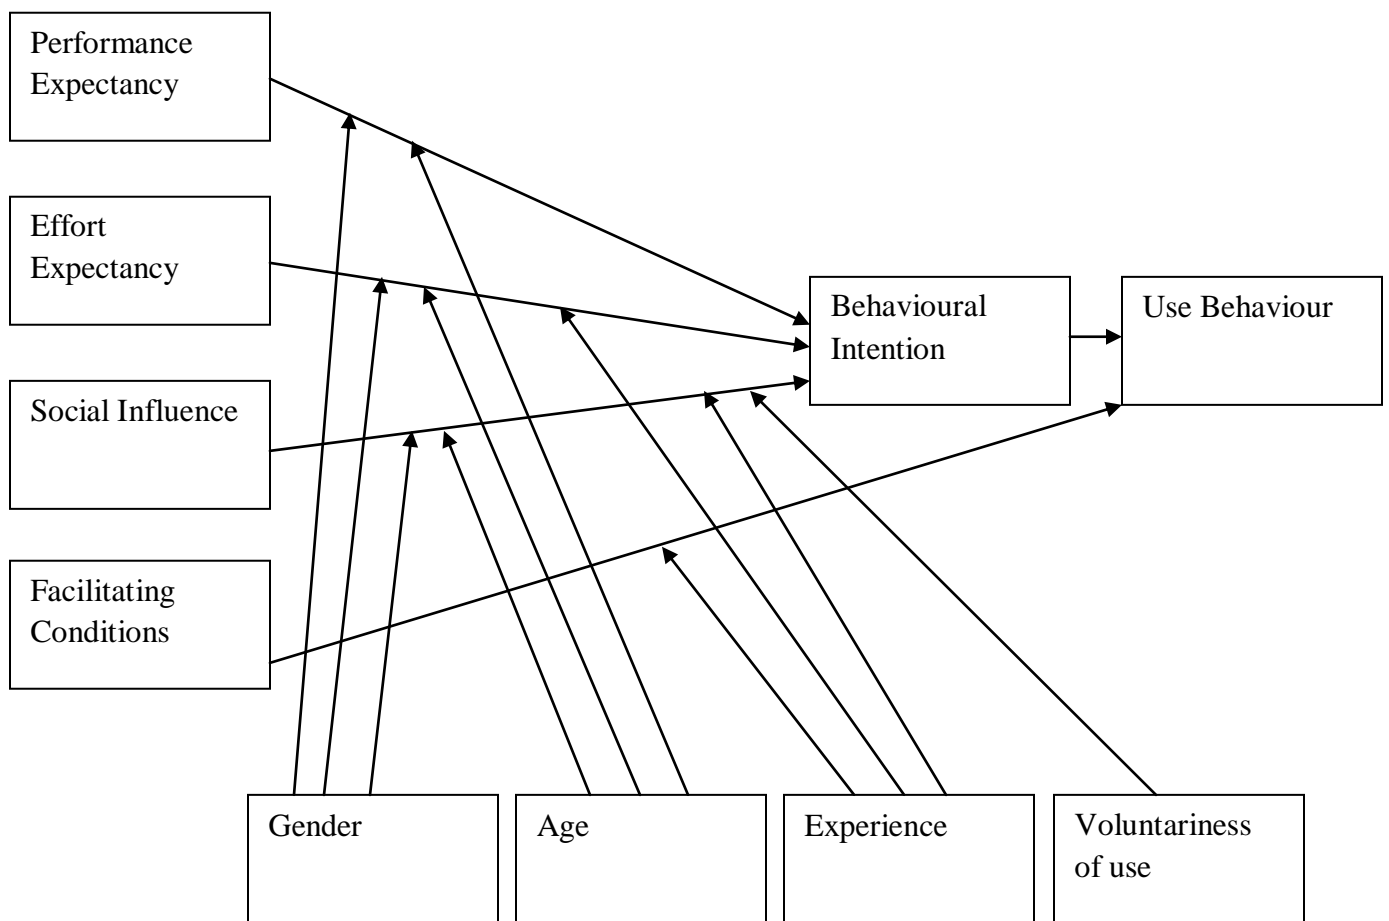 Performance
Expectancy
Effort
Expectancy
Social Influence
Facilitating
Conditions
Behavioural
Intention
Use Behaviour
Gender
Age
Experience
Voluntariness
of use